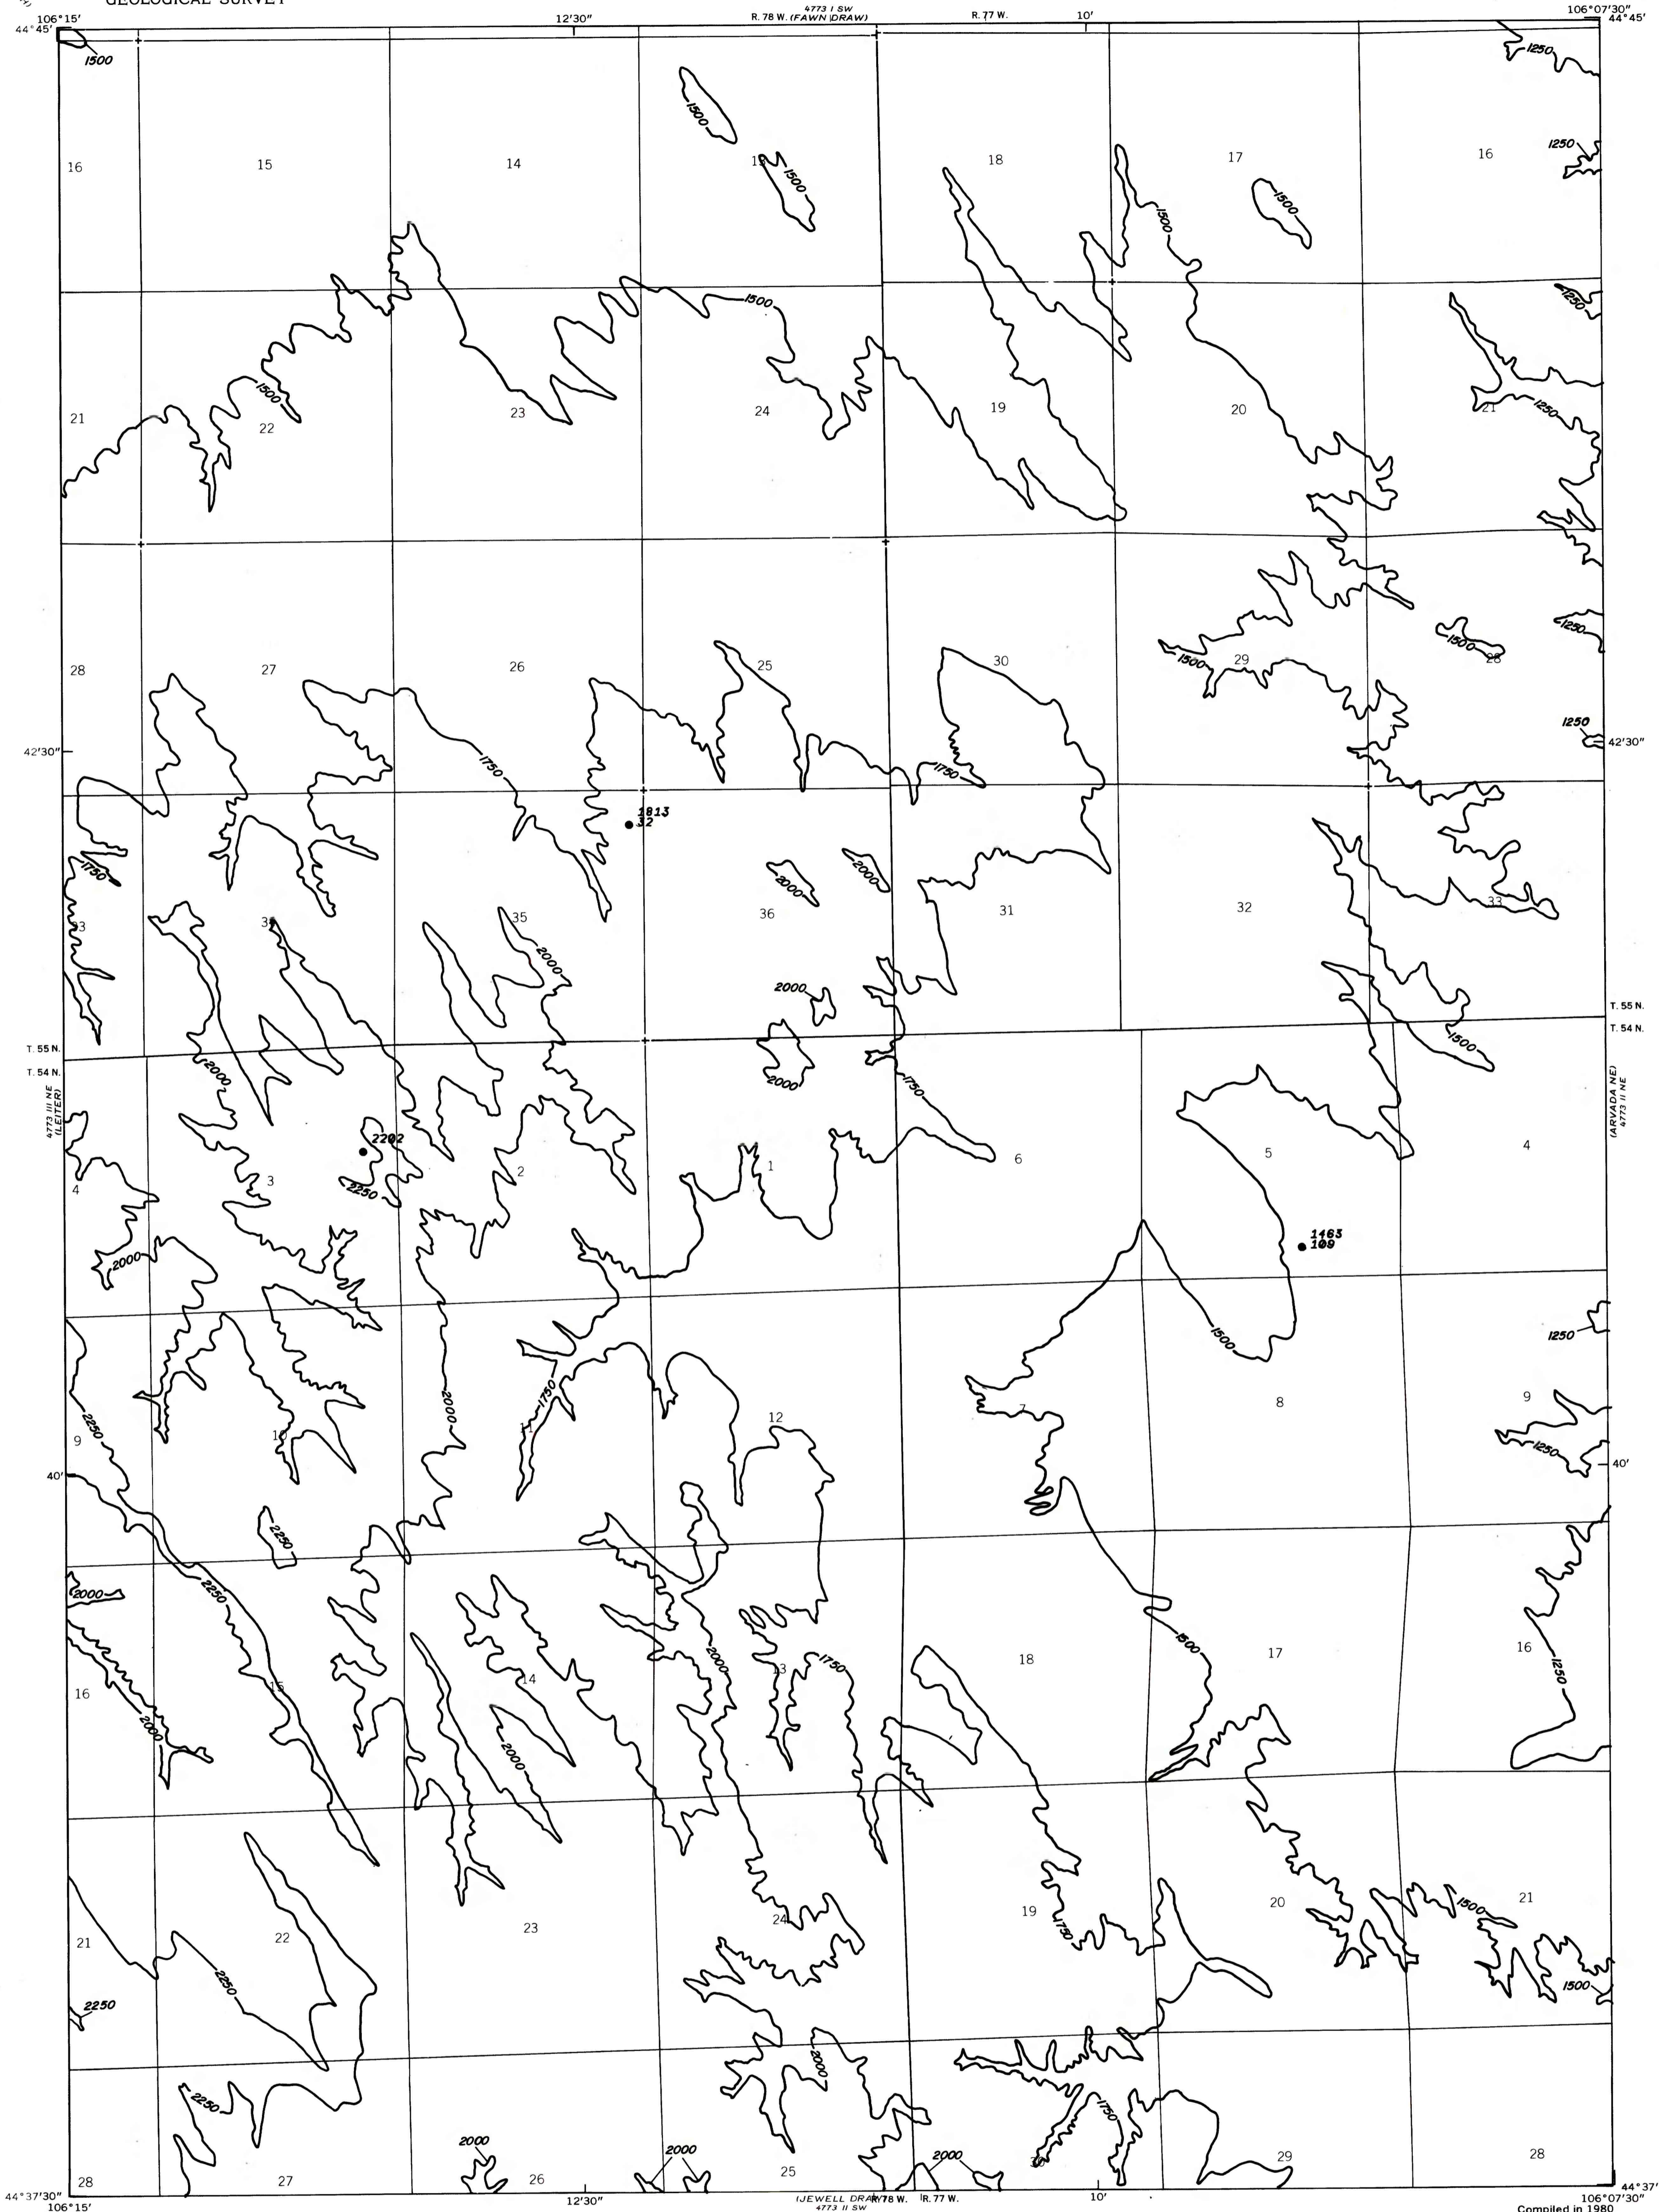 GEOLOGICAL SURVEY
106°15' 12'30" R. 78 W. 4773 I SW (FAWN DRAW) R. 77 W. 10' 106°07'30"
44°45' 44°45'
1500 1250
1500
16 15 14 13 1500 18 17 16 1250
1500 1500
1500 1250
1500
21 22 23 24 19 20 21 1250
28 27 26 25 30 1500 29 1500 28 1250
42'30" 1750 1750 1250 42'30"
1813
32
1750 2000 2000
33 34 35 36 31 32 33
2000
2000
T. 55 N. T. 55 N.
T. 54 N. T. 54 N.
1500
2000 2000 1750
4773 III NE
(LEITER)
(ARVADA NE)
4773 II NE
2202
4 3 2250 2 1 6 5 4
1463
109
2000
1500 1250
2250 2000 1750
9 10 11 12 7 8 9
40' 1250 40'
2250
2000 2250
1500
16 15 14 2000 13 1750 18 17 16
2000 2000 1250
21 22 23 24 19 20 21
1750 1500
2250
2250 1500
2250 2000 1750
2000 2000 2000
28 27 26 25 30 29 28
44°37'30" 44°37'
106°15' 12'30" (JEWELL DRAW) R. 78 W. R. 77 W. 10' 106°07'30"
4773 II SW
Compiled in 1980